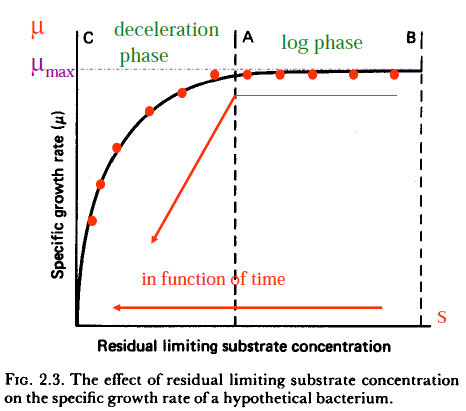 μ
C
deceleration
phase
A
log phase
B
μmax
Specific growth rate (μ)
in function of time
S
Residual limiting substrate concentration
FIG. 2.3. The effect of residual limiting substrate concentration
on the specific growth rate of a hypothetical bacterium.